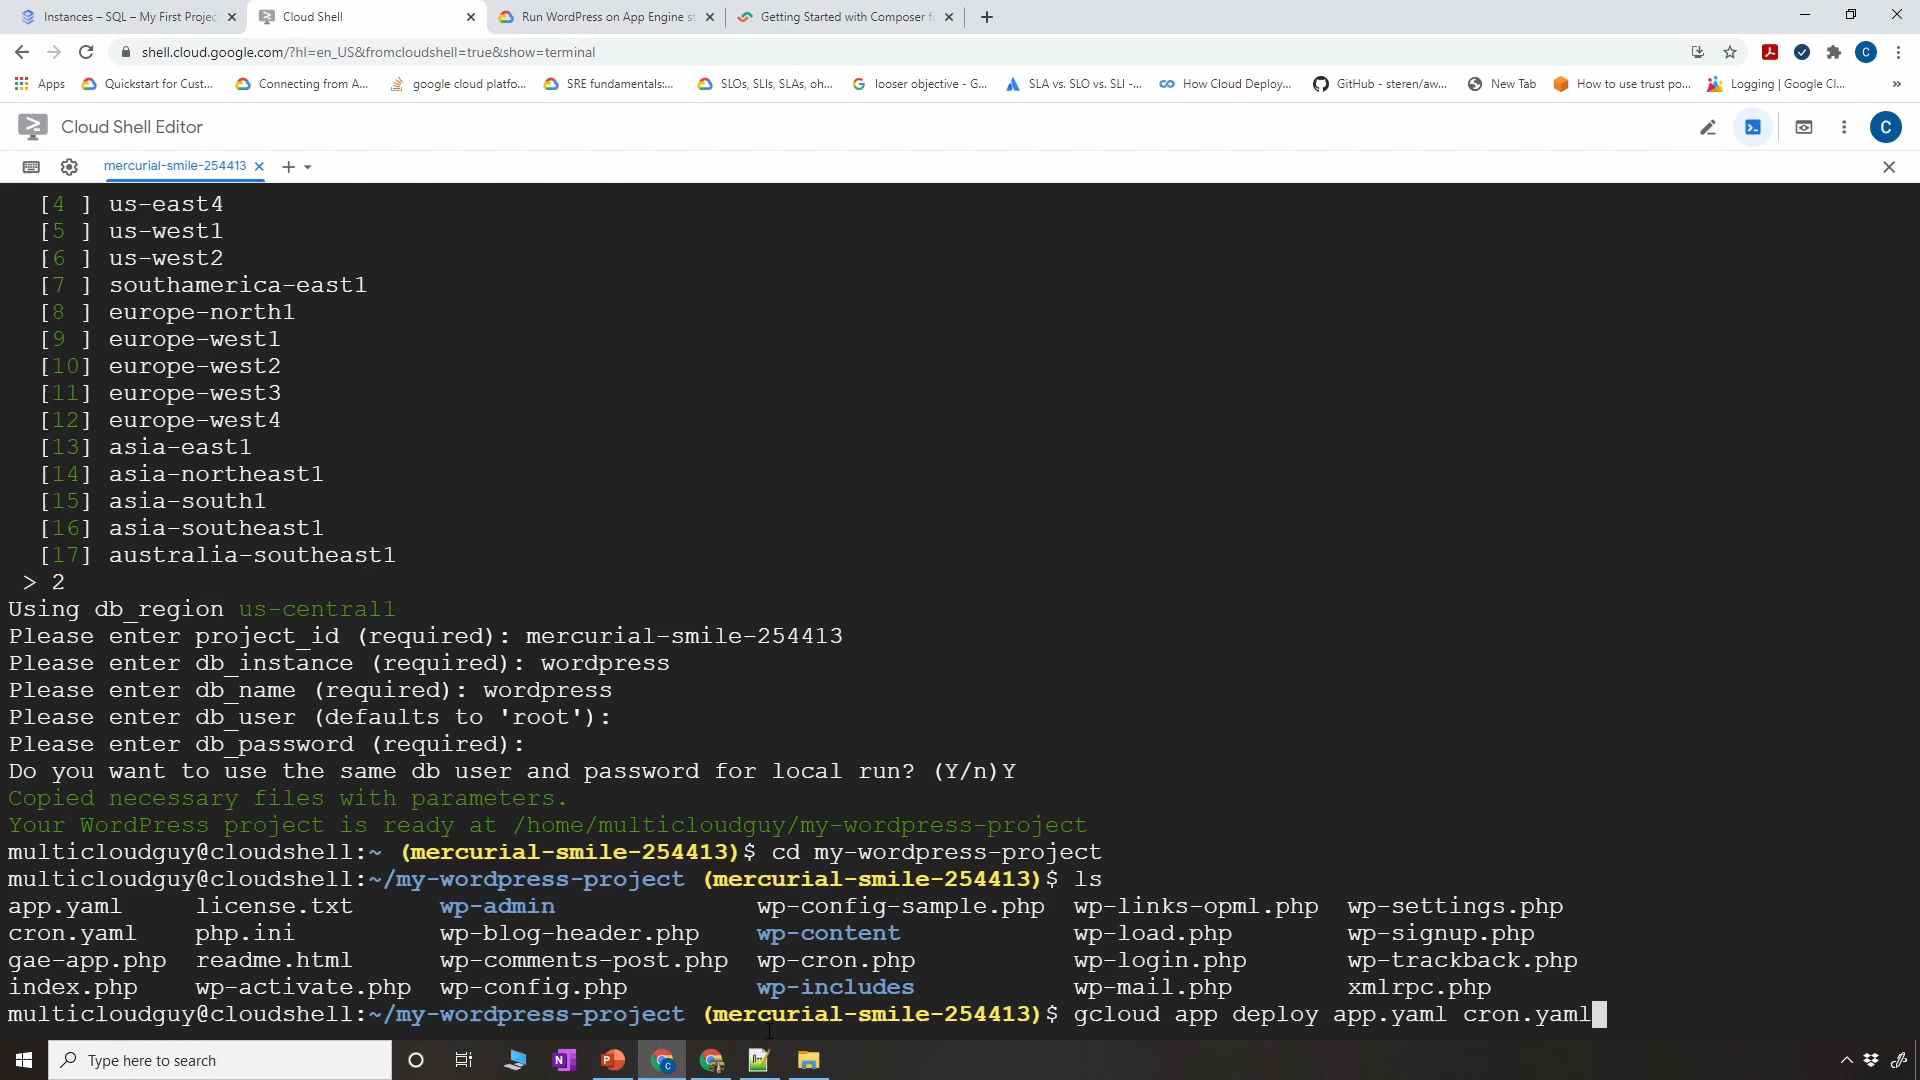 Instances – SQL – My First Projec
Cloud Shell
Run WordPress on App Engine st
Getting Started with Composer f
shell.cloud.google.com/?hl=en_US&fromcloudshell=true&show=terminal
C
Apps
Quickstart for Cust...
Connecting from A...
google cloud platfo...
SRE fundamentals:...
SLOs, SLIs, SLAs, oh...
looser objective - G...
SLA vs. SLO vs. SLI -...
How Cloud Deploy...
GitHub - steren/aw...
New Tab
How to use trust po...
Logging | Google Cl...
»
Cloud Shell Editor
C
mercurial-smile-254413
[4 ] us-east4
[5 ] us-west1
[6 ] us-west2
[7 ] southamerica-east1
[8 ] europe-north1
[9 ] europe-west1
[10] europe-west2
[11] europe-west3
[12] europe-west4
[13] asia-east1
[14] asia-northeast1
[15] asia-south1
[16] asia-southeast1
[17] australia-southeast1
> 2
Using db_region us-central1
Please enter project_id (required): mercurial-smile-254413
Please enter db_instance (required): wordpress
Please enter db_name (required): wordpress
Please enter db_user (defaults to 'root'):
Please enter db_password (required):
Do you want to use the same db user and password for local run? (Y/n)Y
Copied necessary files with parameters.
Your WordPress project is ready at /home/multicloudguy/my-wordpress-project
multicloudguy@cloudshell:~ (mercurial-smile-254413)$ cd my-wordpress-project
multicloudguy@cloudshell:~/my-wordpress-project (mercurial-smile-254413)$ ls
app.yaml license.txt wp-admin wp-config-sample.php wp-links-opml.php wp-settings.php
cron.yaml php.ini wp-blog-header.php wp-content wp-load.php wp-signup.php
gae-app.php readme.html wp-comments-post.php wp-cron.php wp-login.php wp-trackback.php
index.php wp-activate.php wp-config.php wp-includes wp-mail.php xmlrpc.php
multicloudguy@cloudshell:~/my-wordpress-project (mercurial-smile-254413)$ gcloud app deploy app.yaml cron.yaml
Type here to search